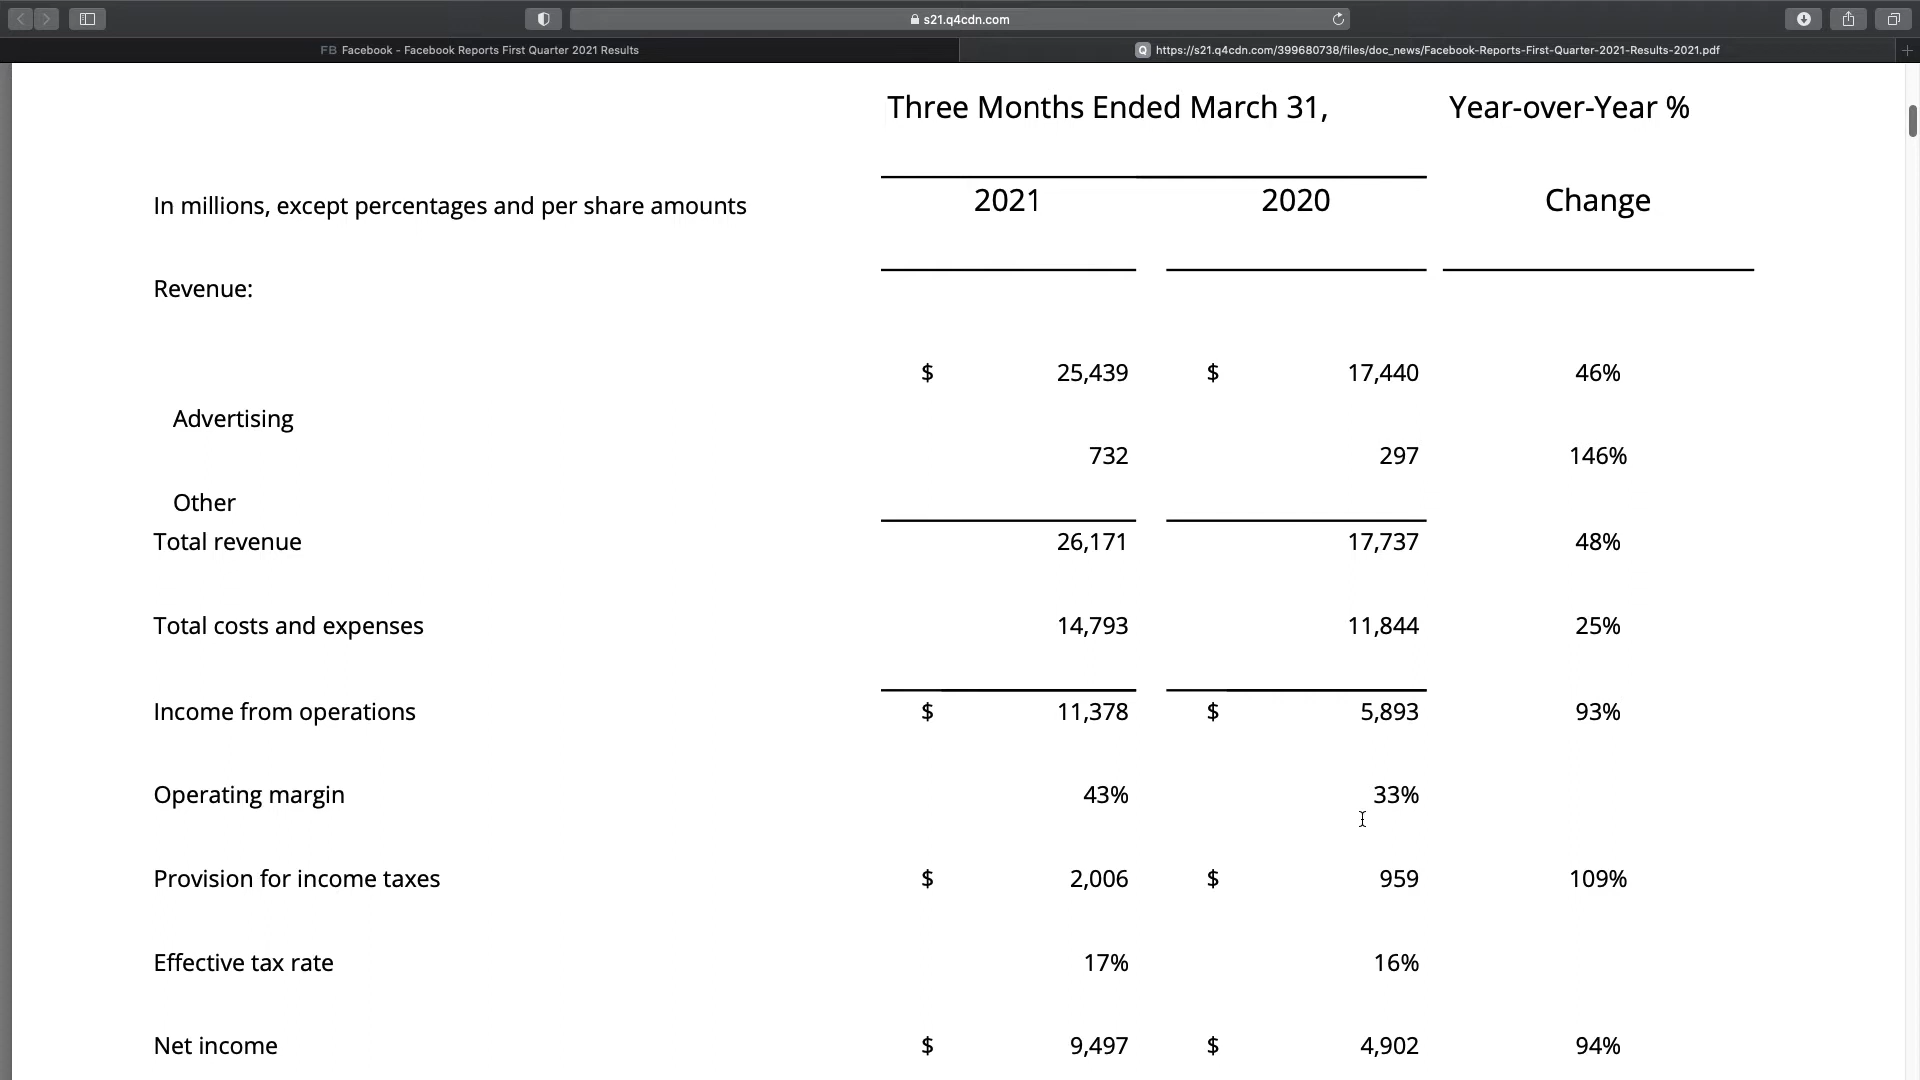 s21.q4cdn.com
FB Facebook - Facebook Reports First Quarter 2021 Results
Q https://s21.q4cdn.com/399680738/files/doc_news/Facebook-Reports-First-Quarter-2021-Results-2021.pdf
Three Months Ended March 31, Year-over-Year %
In millions, except percentages and per share amounts 2021 2020 Change
Revenue:
$ 25,439 $ 17,440 46%
Advertising
732 297 146%
Other
Total revenue 26,171 17,737 48%
Total costs and expenses 14,793 11,844 25%
Income from operations $ 11,378 $ 5,893 93%
Operating margin 43% 33%
Provision for income taxes $ 2,006 $ 959 109%
Effective tax rate 17% 16%
Net income $ 9,497 $ 4,902 94%